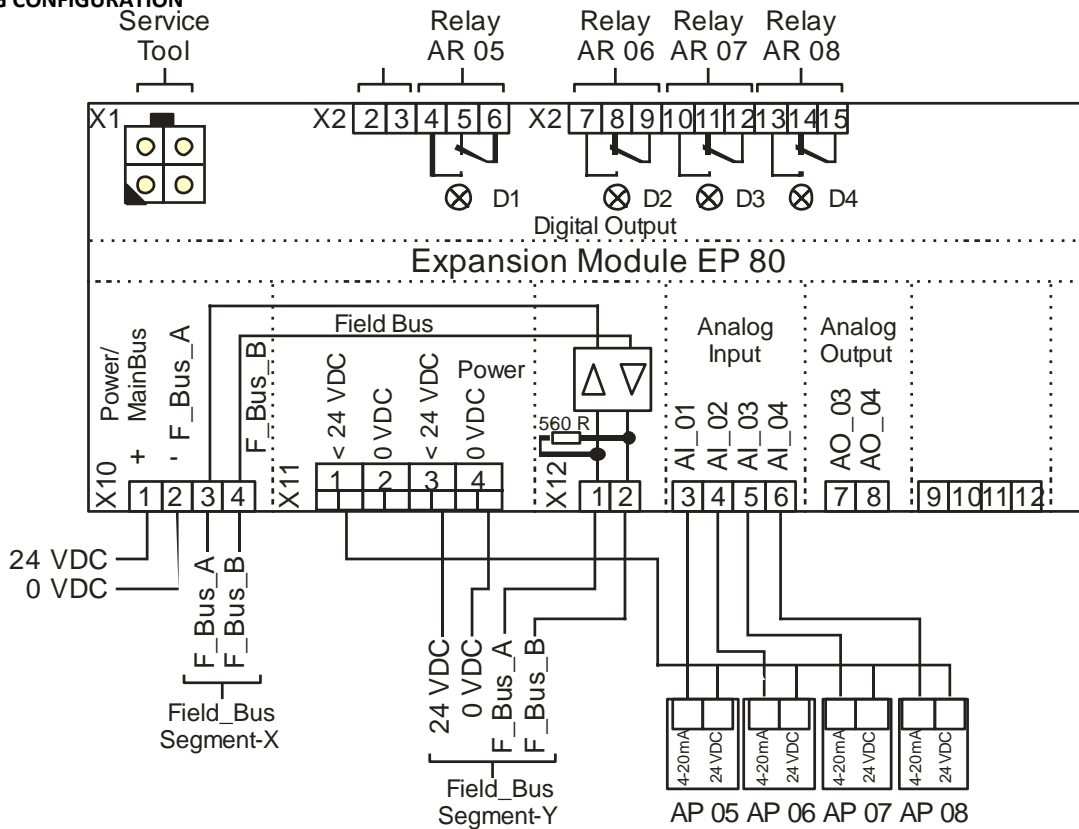 G CONFIGURATION
Service Tool
Relay AR 05
Relay AR 06
Relay AR 07
Relay AR 08
X1
X2 2 3 4 5 6
X2 7 8 9 10 11 12 13 14 15
D1
D2
D3
D4
Digital Output
Expansion Module EP 80
Field Bus
Power/
MainBus
+
-
F_Bus_A
F_Bus_B
< 24 VDC
0 VDC
< 24 VDC
0 VDC
Power
560 R
Analog
Input
AI_01
AI_02
AI_03
AI_04
Analog
Output
AO_03
AO_04
X10 1 2 3 4
X11 1 2 3 4
X12 1 2
3 4 5 6
7 8
9 10 11 12
24 VDC
0 VDC
F_Bus_A
F_Bus_B
Field_Bus
Segment-X
24 VDC
0 VDC
F_Bus_A
F_Bus_B
Field_Bus
Segment-Y
4-20mA
24 VDC
4-20mA
24 VDC
4-20mA
24 VDC
4-20mA
24 VDC
AP 05 AP 06 AP 07 AP 08